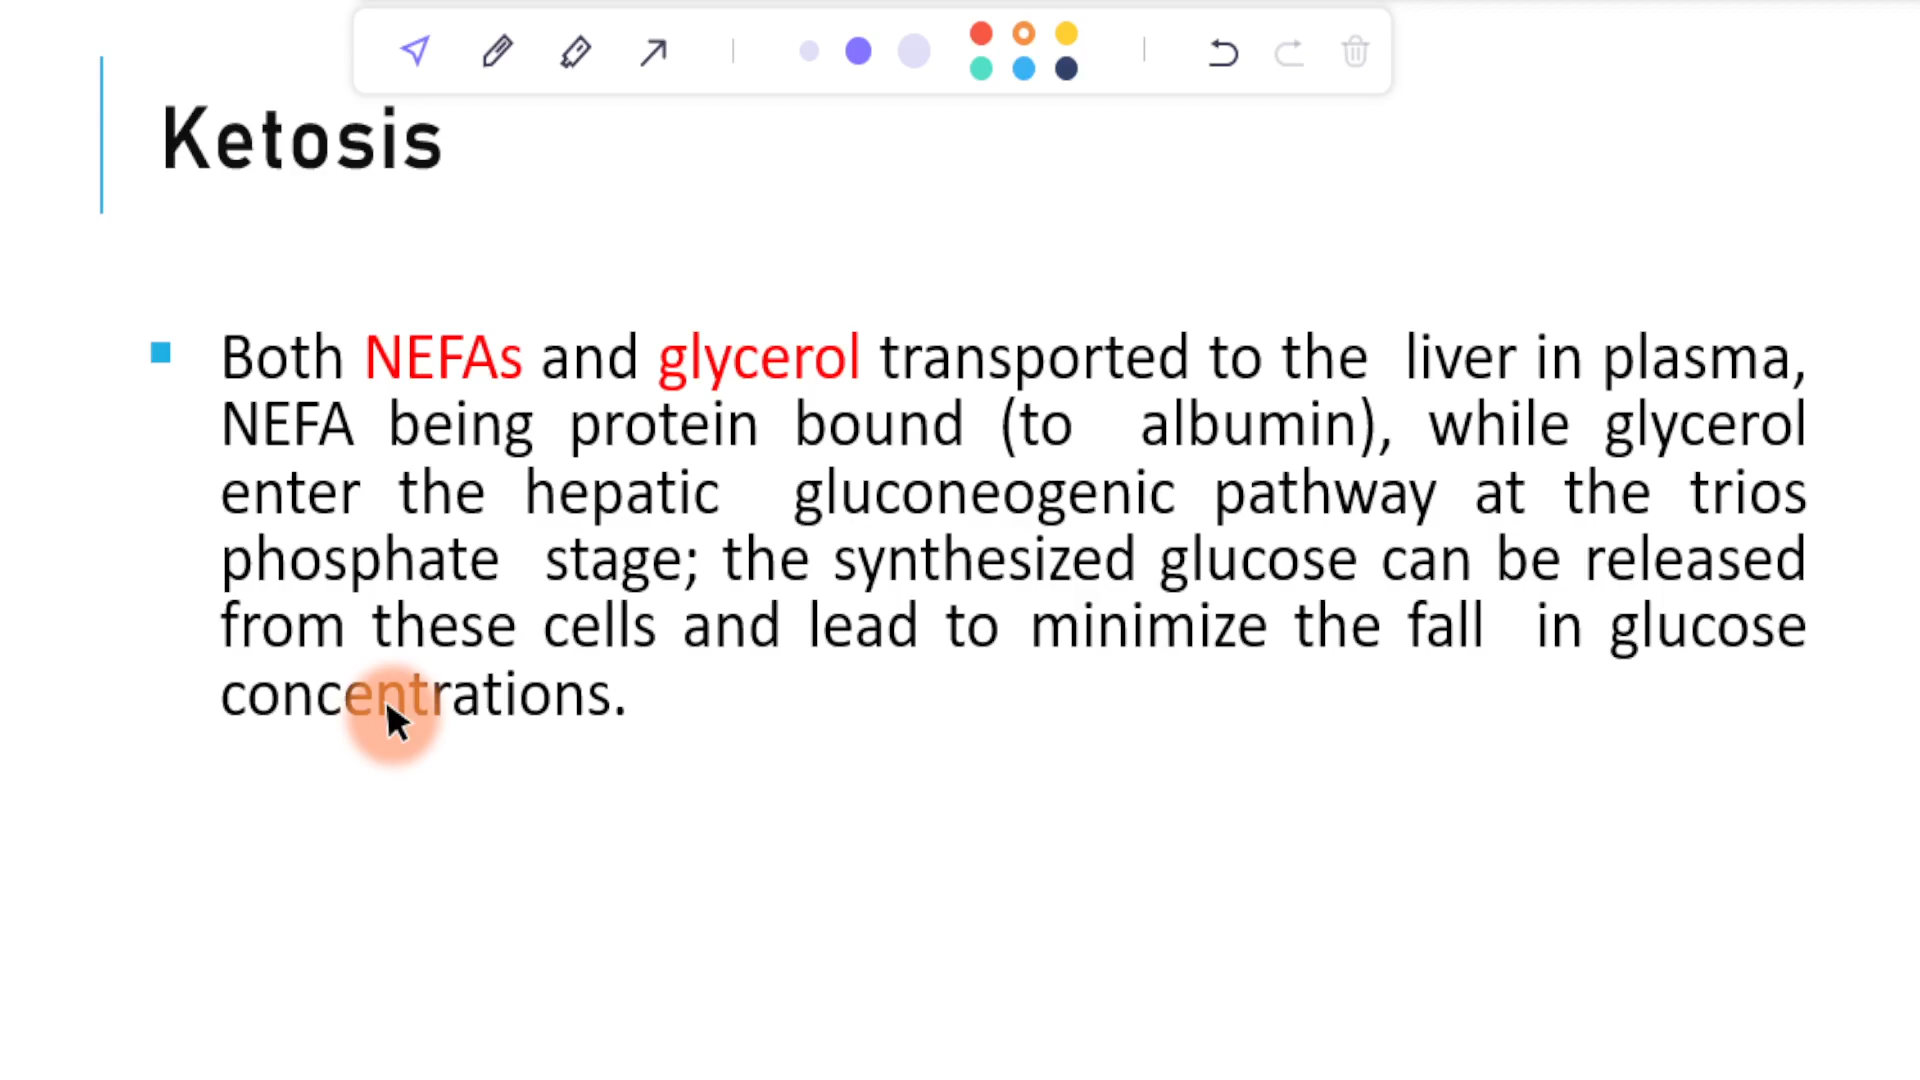 Ketosis
Both NEFAs and glycerol transported to the liver in plasma,
NEFA being protein bound (to albumin), while glycerol
enter the hepatic gluconeogenic pathway at the trios
phosphate stage; the synthesized glucose can be released
from these cells and lead to minimize the fall in glucose
concentrations.